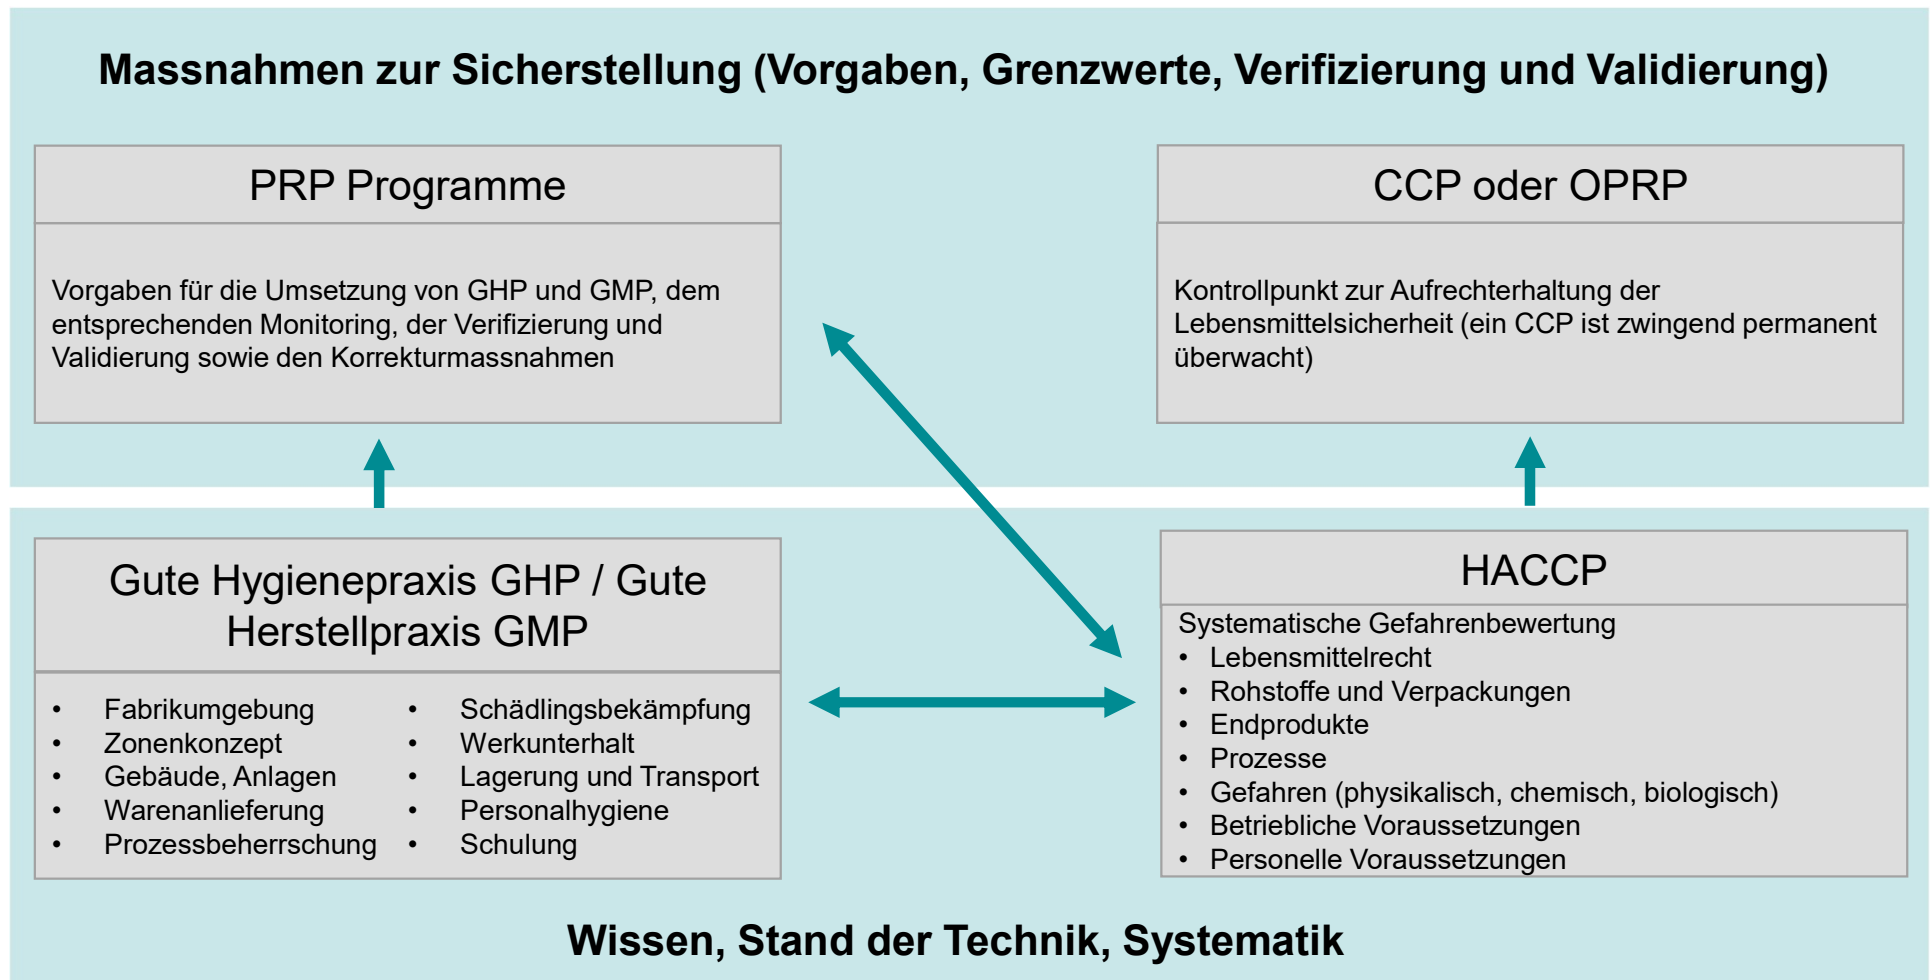 Massnahmen zur Sicherstellung (Vorgaben, Grenzwerte, Verifizierung und Validierung)
PRP Programme
Vorgaben für die Umsetzung von GHP und GMP, dem
entsprechenden Monitoring, der Verifizierung und
Validierung sowie den Korrekturmassnahmen
CCP oder OPRP
Kontrollpunkt zur Aufrechterhaltung der
Lebensmittelsicherheit (ein CCP ist zwingend permanent
überwacht)
Gute Hygienepraxis GHP / Gute
Herstellpraxis GMP
• Fabrikumgebung
• Zonenkonzept
• Gebäude, Anlagen
• Warenanlieferung
• Prozessbeherrschung
• Schädlingsbekämpfung
• Werkunterhalt
• Lagerung und Transport
• Personalhygiene
• Schulung
HACCP
Systematische Gefahrenbewertung
• Lebensmittelrecht
• Rohstoffe und Verpackungen
• Endprodukte
• Prozesse
• Gefahren (physikalisch, chemisch, biologisch)
• Betriebliche Voraussetzungen
• Personelle Voraussetzungen
Wissen, Stand der Technik, Systematik